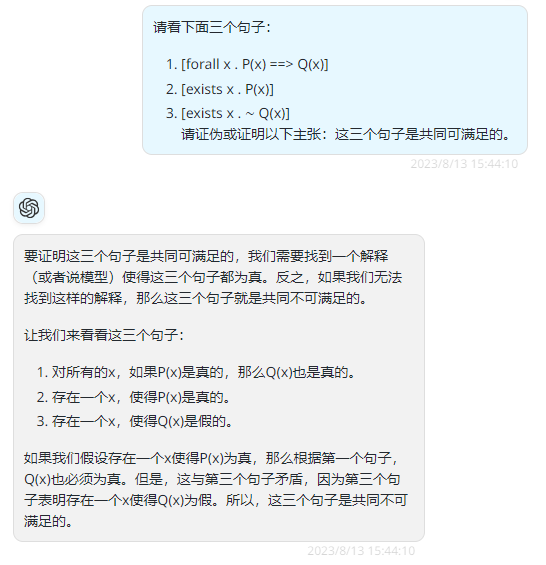 请看下面三个句子：
1. [forall x . P(x) ==> Q(x)]
2. [exists x . P(x)]
3. [exists x . ~ Q(x)]
请证伪或证明以下主张：这三个句子是共同可满足的。
2023/8/13 15:44:10
要证明这三个句子是共同可满足的，我们需要找到一个解释
（或者说模型）使得这三个句子都为真。反之，如果我们无法
找到这样的解释，那么这三个句子就是共同不可满足的。
让我们来看看这三个句子：
1. 对所有的x，如果P(x)是真的，那么Q(x)也是真的。
2. 存在一个x，使得P(x)是真的。
3. 存在一个x，使得Q(x)是假的。
如果我们假设存在一个x使得P(x)为真，那么根据第一个句子，
Q(x)也必须为真。但是，这与第三个句子矛盾，因为第三个句
子表明存在一个x使得Q(x)为假。所以，这三个句子是共同不可
满足的。
2023/8/13 15:44:10